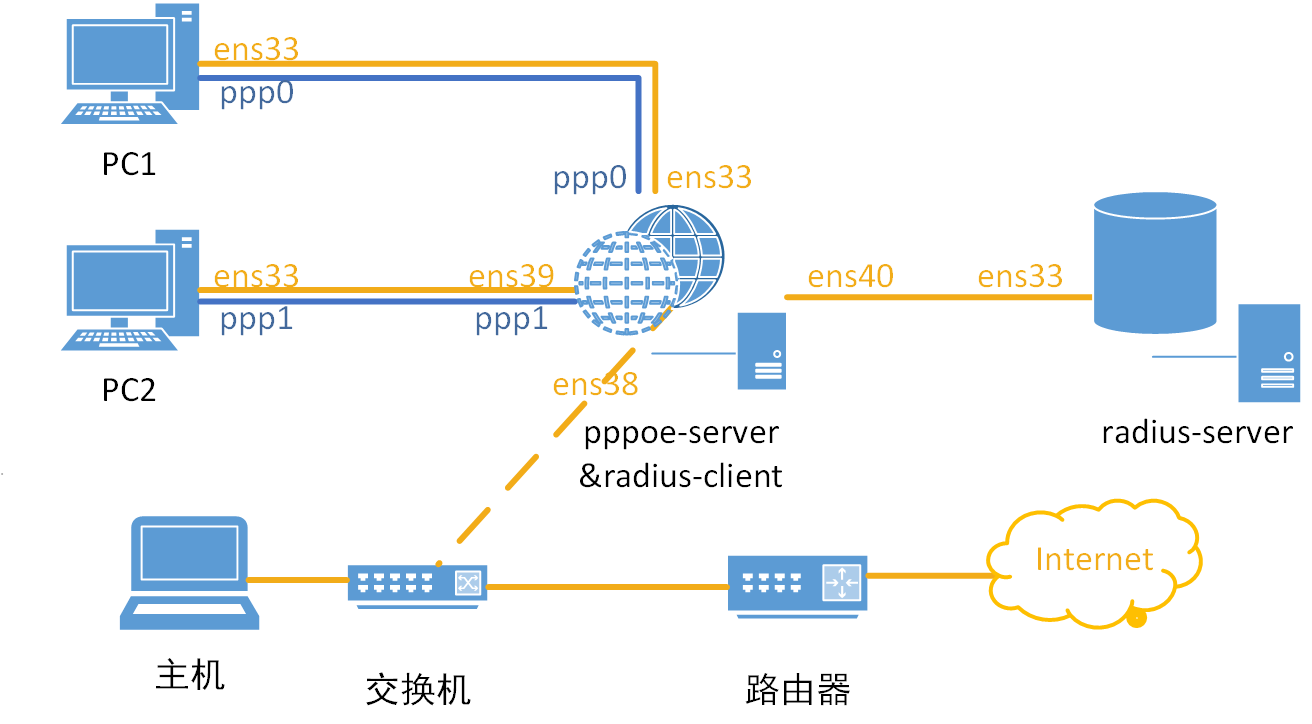 ens33
ppp0
PC1
ppp0
ens33
ens33
ens39
ppp1
ppp1
PC2
ens40
ens33
ens38
pppoe-server
&radius-client
radius-server
Internet
主机
交换机
路由器